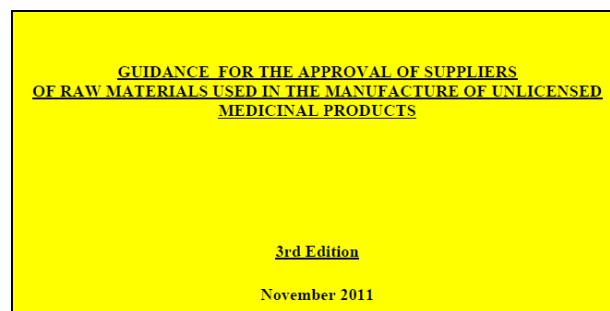 GUIDANCE FOR THE APPROVAL OF SUPPLIERS
OF RAW MATERIALS USED IN THE MANUFACTURE OF UNLICENSED
MEDICINAL PRODUCTS
3rd Edition
November 2011